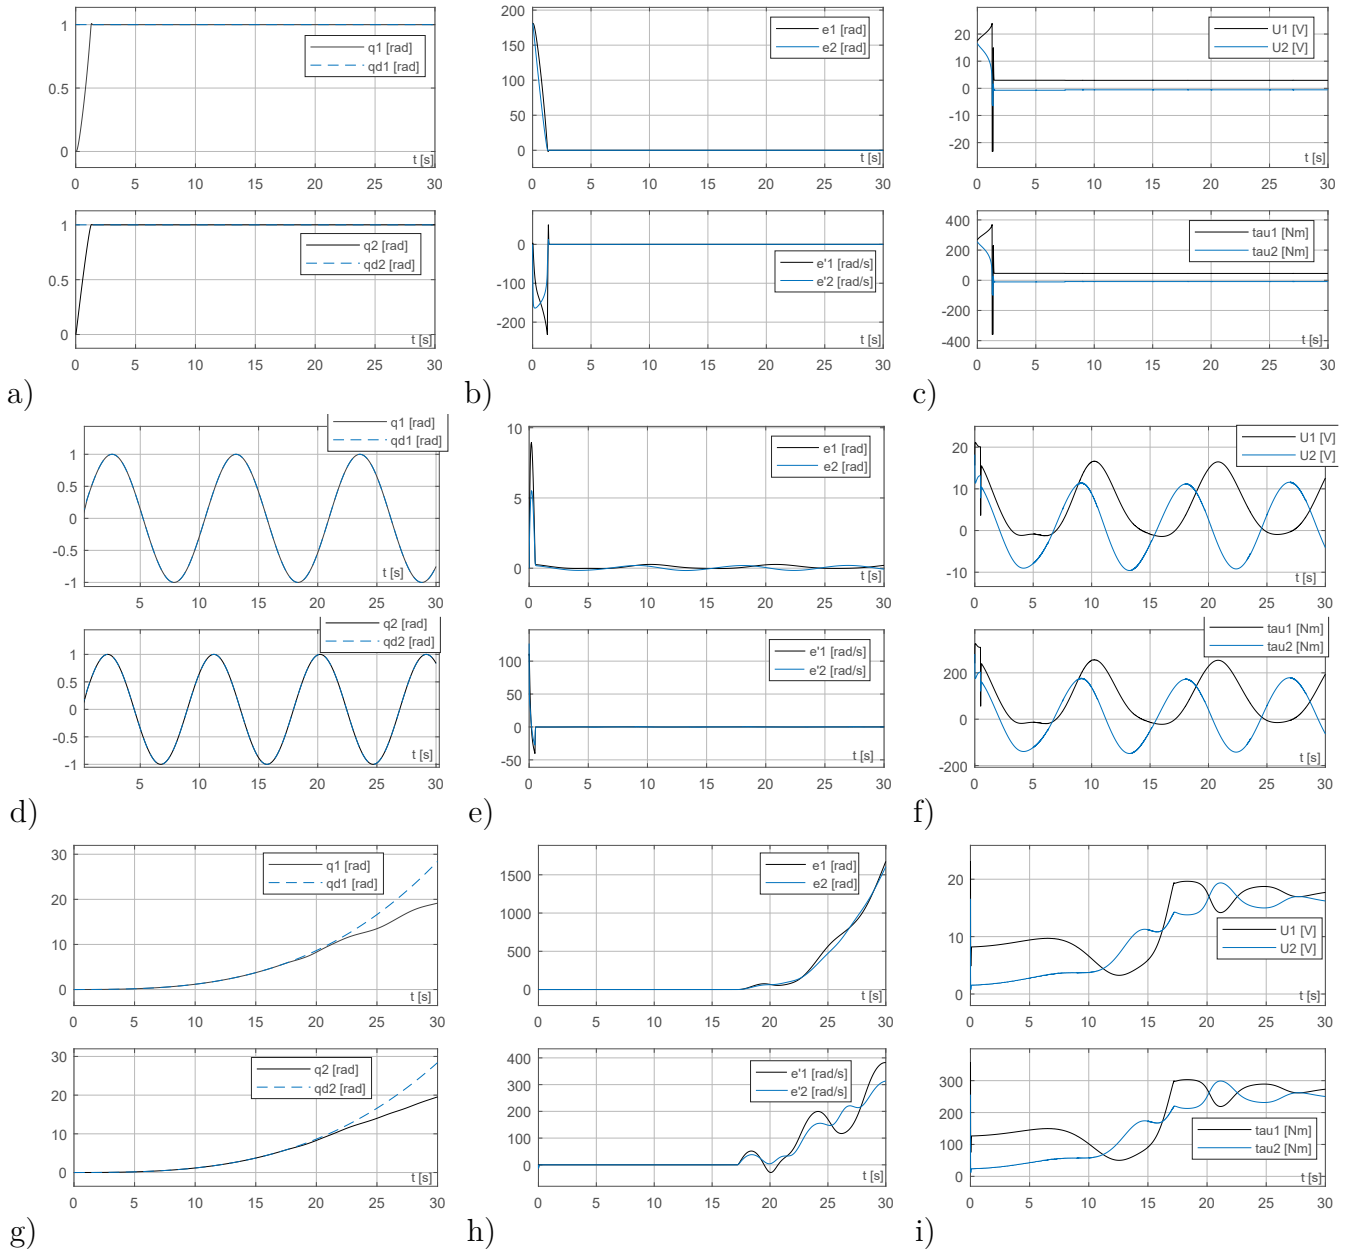 1
0.5
0
q1 [rad]
qd1 [rad]
t [s]
0 5 10 15 20 25 30
1
0.5
0
q2 [rad]
qd2 [rad]
t [s]
0 5 10 15 20 25 30
a)
200
150
100
50
0
e1 [rad]
e2 [rad]
t [s]
0 5 10 15 20 25 30
0
-100
-200
e'1 [rad/s]
e'2 [rad/s]
t [s]
0 5 10 15 20 25 30
b)
20
10
0
-10
-20
U1 [V]
U2 [V]
t [s]
0 5 10 15 20 25 30
400
200
0
-200
-400
tau1 [Nm]
tau2 [Nm]
t [s]
0 5 10 15 20 25 30
c)
1
0.5
0
-0.5
-1
q1 [rad]
qd1 [rad]
t [s]
5 10 15 20 25 30
1
0.5
0
-0.5
-1
q2 [rad]
qd2 [rad]
t [s]
5 10 15 20 25 30
d)
10
5
0
e1 [rad]
e2 [rad]
t [s]
0 5 10 15 20 25 30
100
50
0
-50
e'1 [rad/s]
e'2 [rad/s]
t [s]
0 5 10 15 20 25 30
e)
20
10
0
-10
U1 [V]
U2 [V]
t [s]
0 5 10 15 20 25 30
200
0
-200
tau1 [Nm]
tau2 [Nm]
t [s]
0 5 10 15 20 25 30
f)
30
20
10
0
q1 [rad]
qd1 [rad]
t [s]
0 5 10 15 20 25 30
30
20
10
0
q2 [rad]
qd2 [rad]
t [s]
0 5 10 15 20 25 30
g)
1500
1000
500
0
e1 [rad]
e2 [rad]
t [s]
0 5 10 15 20 25 30
400
300
200
100
0
e'1 [rad/s]
e'2 [rad/s]
t [s]
0 5 10 15 20 25 30
h)
20
10
0
U1 [V]
U2 [V]
t [s]
0 5 10 15 20 25 30
300
200
100
0
tau1 [Nm]
tau2 [Nm]
t [s]
0 5 10 15 20 25 30
i)